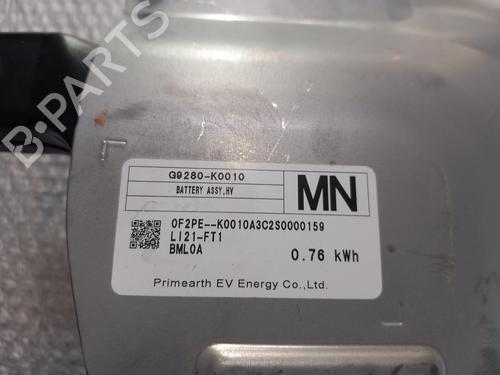 B-PARTS
G9280-K0010
BATTERY ASSY,HV
MN
0F2PE--K0010A3C2S0000159
LI21-FT1
BML0A 0.76 kWh
Primearth EV Energy Co.,Ltd.